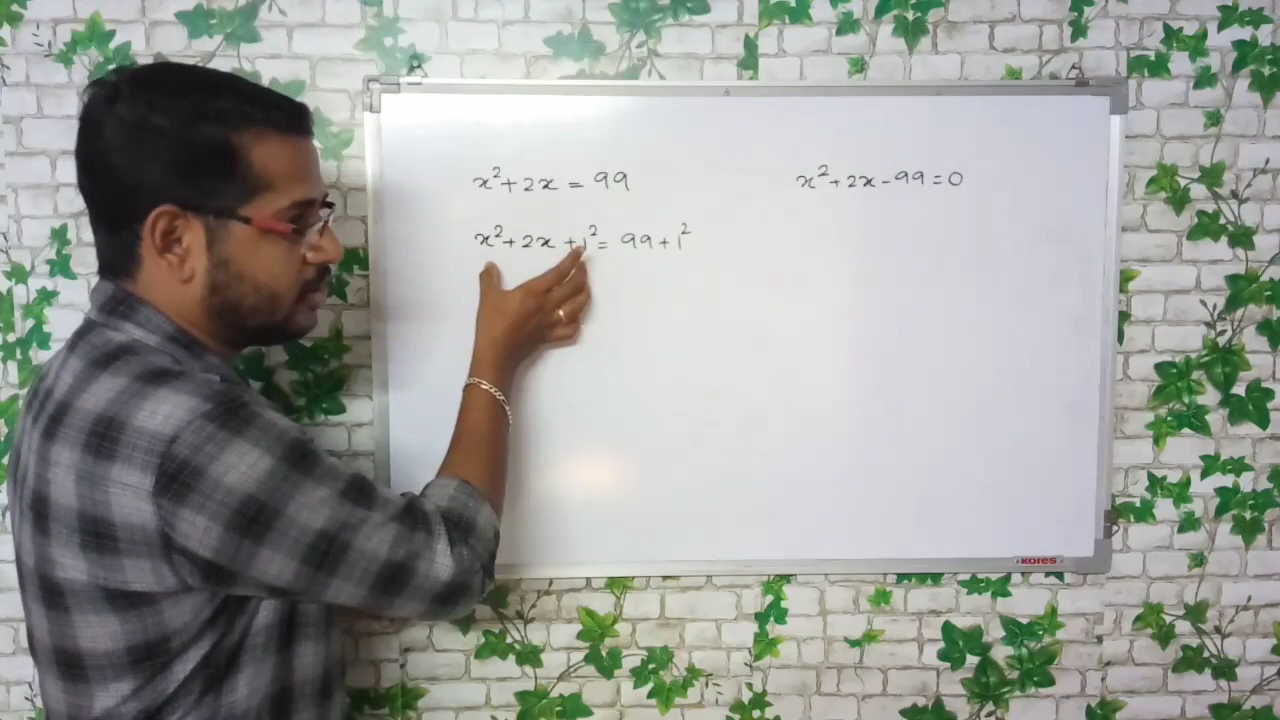 x² + 2x = 99
x² + 2x - 99 = 0
x² + 2x + 1² = 99 + 1²
KORES